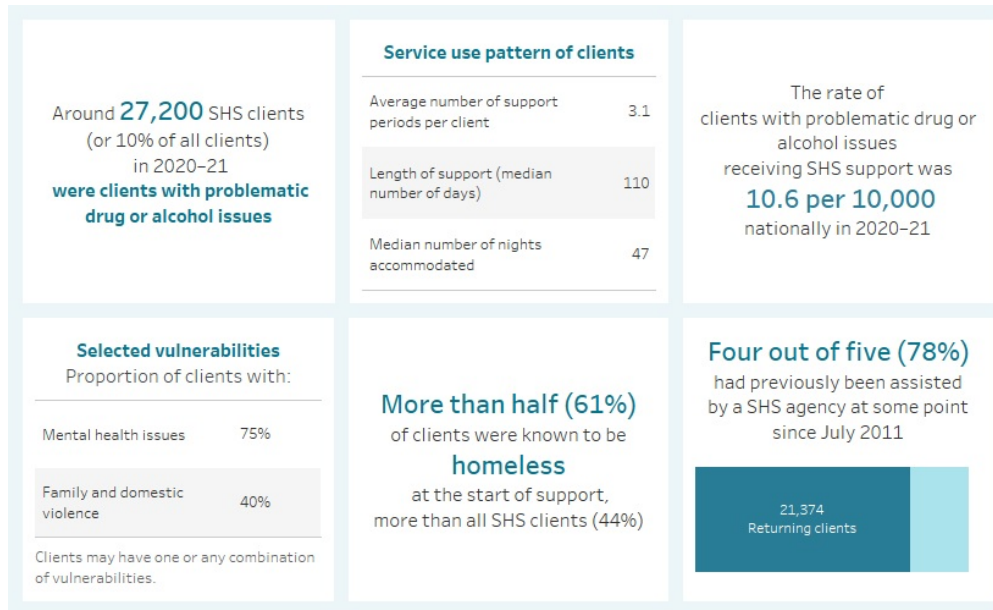 Around 27,200 SHS clients
(or 10% of all clients)
in 2020–21
were clients with problematic
drug or alcohol issues
Service use pattern of clients
Average number of support
periods per client 3.1
Length of support (median
number of days) 110
Median number of nights
accommodated 47
The rate of
clients with problematic drug or
alcohol issues
receiving SHS support was
10.6 per 10,000
nationally in 2020–21
Selected vulnerabilities
Proportion of clients with:
Mental health issues 75%
Family and domestic
violence 40%
Clients may have one or any combination
of vulnerabilities.
More than half (61%)
of clients were known to be
homeless
at the start of support,
more than all SHS clients (44%)
Four out of five (78%)
had previously been assisted
by a SHS agency at some point
since July 2011
21,374
Returning clients